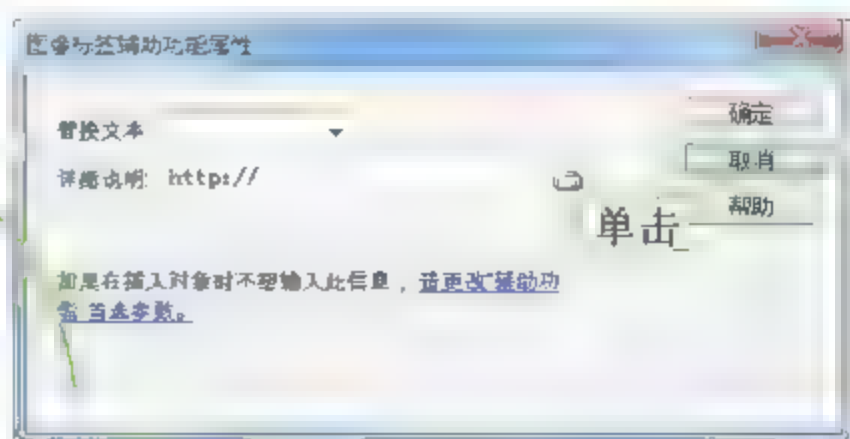 图像标签辅助功能属性
替换文本
确定
详细说明: http://
取消
单击
帮助
如果在插入对象时不想输入此信息，请更改"辅助功
能"首选参数。